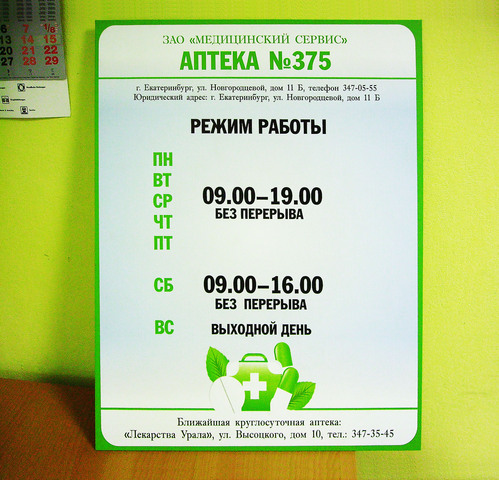 6 7 1/8
13 14 15
20 21 22
27 28 29
ЗАО «МЕДИЦИНСКИЙ СЕРВИС»
АПТЕКА №375
г. Екатеринбург, ул. Новгородцевой, дом 11 Б, телефон 347-05-55
Юридический адрес: г. Екатеринбург, ул. Новгородцевой, дом 11 Б
РЕЖИМ РАБОТЫ
ПН
ВТ
СР
ЧТ
ПТ
09.00–19.00
БЕЗ ПЕРЕРЫВА
СБ
09.00–16.00
БЕЗ ПЕРЕРЫВА
ВС ВЫХОДНОЙ ДЕНЬ
Ближайшая круглосуточная аптека:
«Лекарства Урала», ул. Высоцкого, дом 10, тел.: 347-35-45